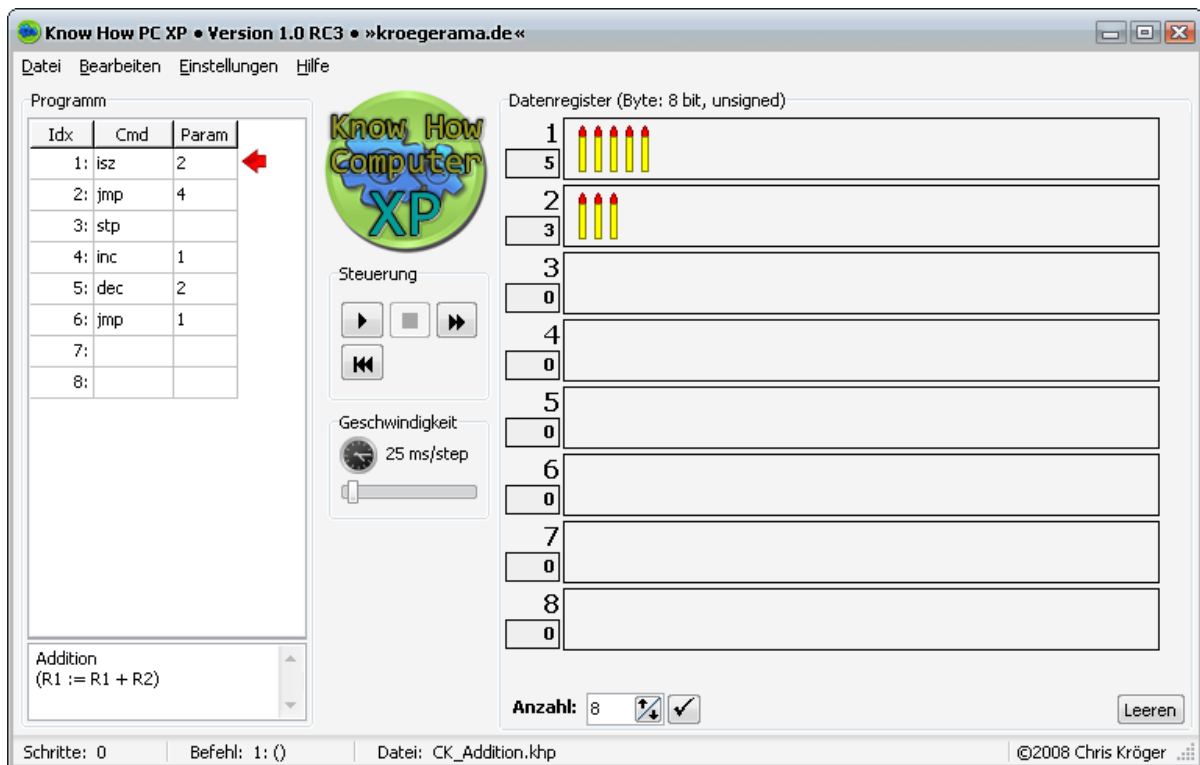 Know How PC XP • Version 1.0 RC3 • »kroegerama.de«
Datei Bearbeiten Einstellungen Hilfe
Programm
Idx Cmd Param
1: isz 2
2: jmp 4
3: stp
4: inc 1
5: dec 2
6: jmp 1
7:
8:
Addition
(R1 := R1 + R2)
Know How
Computer
XP
Steuerung
Geschwindigkeit
25 ms/step
Datenregister (Byte: 8 bit, unsigned)
1
5
2
3
3
0
4
0
5
0
6
0
7
0
8
0
Anzahl: 8
Leeren
Schritte: 0 Befehl: 1: () Datei: CK_Addition.khp ©2008 Chris Kröger